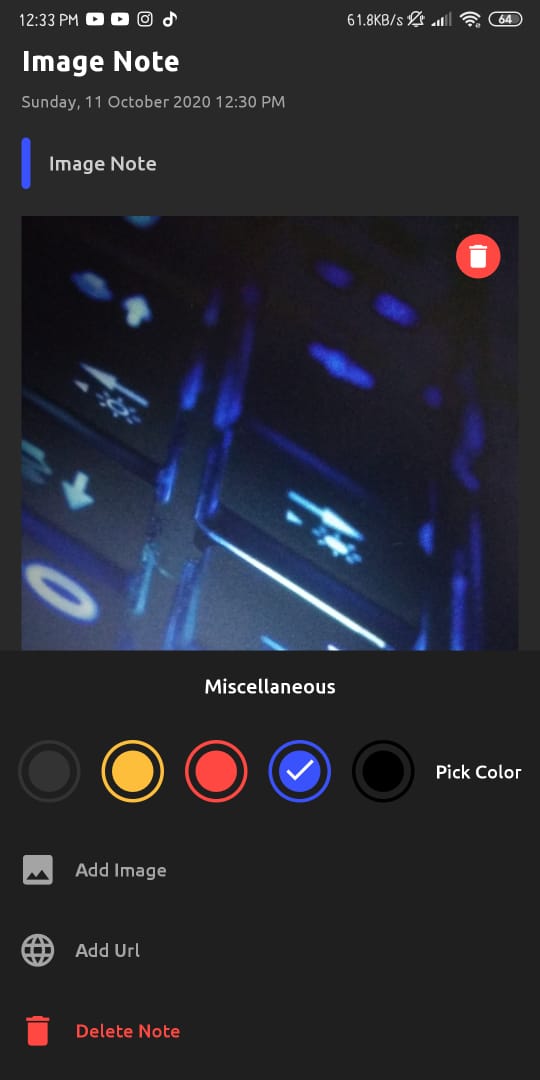 12:33 PM 61.8KB/s 64
Image Note
Sunday, 11 October 2020 12:30 PM
Image Note
Miscellaneous
Pick Color
Add Image
Add Url
Delete Note